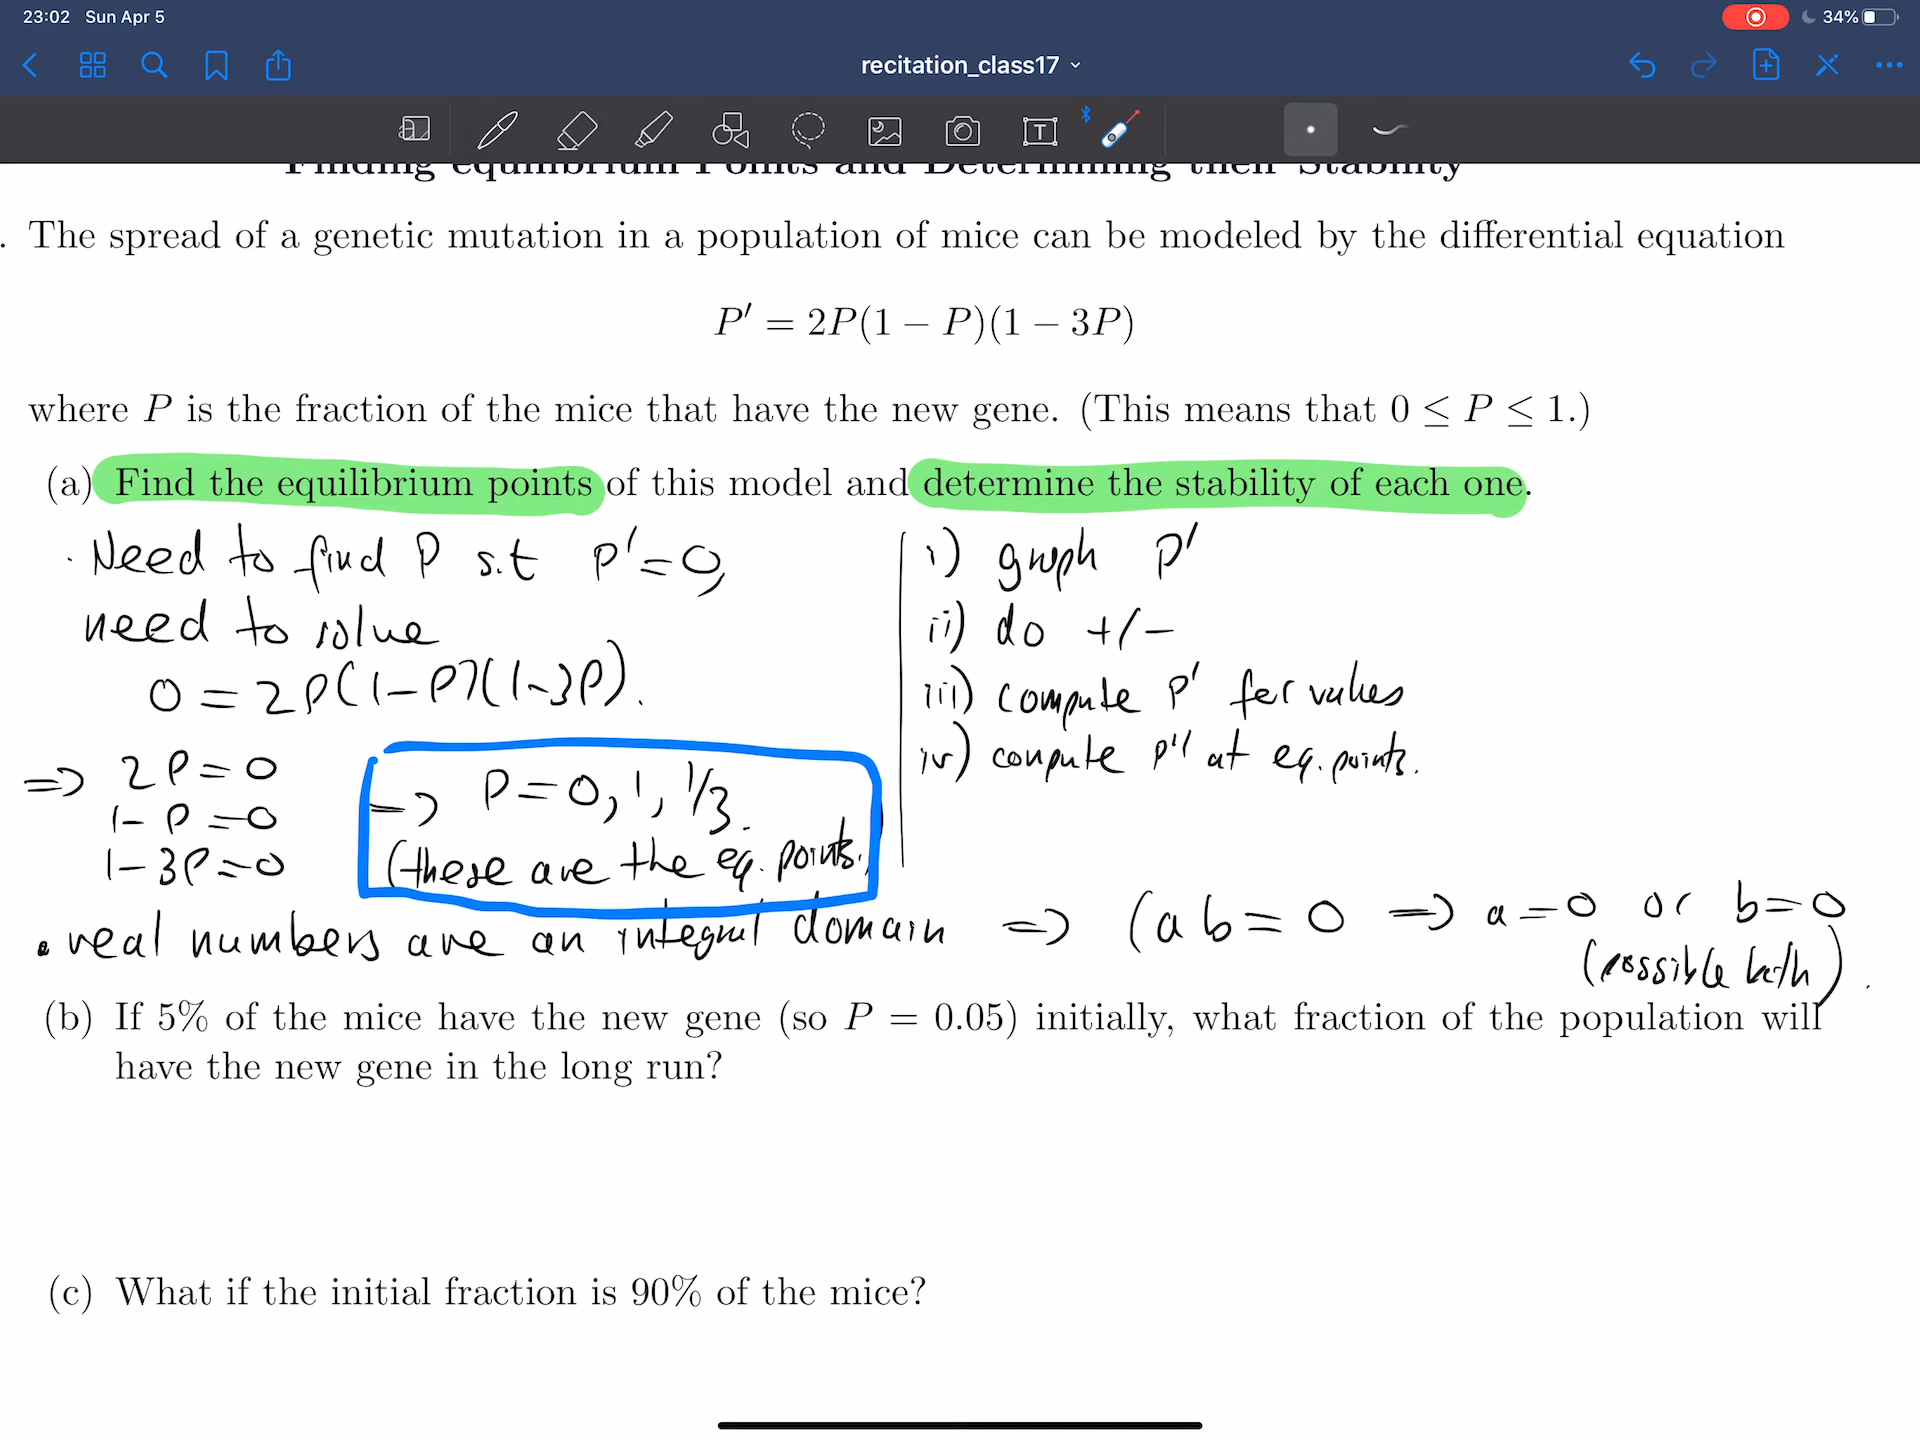 23:02 Sun Apr 5
34%
recitation_class17
Finding equilibrium Points and Determining their Stability
. The spread of a genetic mutation in a population of mice can be modeled by the differential equation
P′ = 2P(1 − P)(1 − 3P)
where P is the fraction of the mice that have the new gene. (This means that 0 ≤ P ≤ 1.)
(a) Find the equilibrium points of this model and determine the stability of each one.
· Need to find P s.t P' = 0,
need to solve
0 = 2P(1-P)(1-3P).
=> 2P=0
1-P=0
1-3P=0
=> P=0, 1, 1/3.
(these are the eq. points.)
i) graph P'
ii) do +/-
iii) compute P' for values
iv) compute P'' at eq. points.
• real numbers are an integral domain => (ab=0 => a=0 or b=0
(possible both).
(b) If 5% of the mice have the new gene (so P = 0.05) initially, what fraction of the population will
have the new gene in the long run?
(c) What if the initial fraction is 90% of the mice?